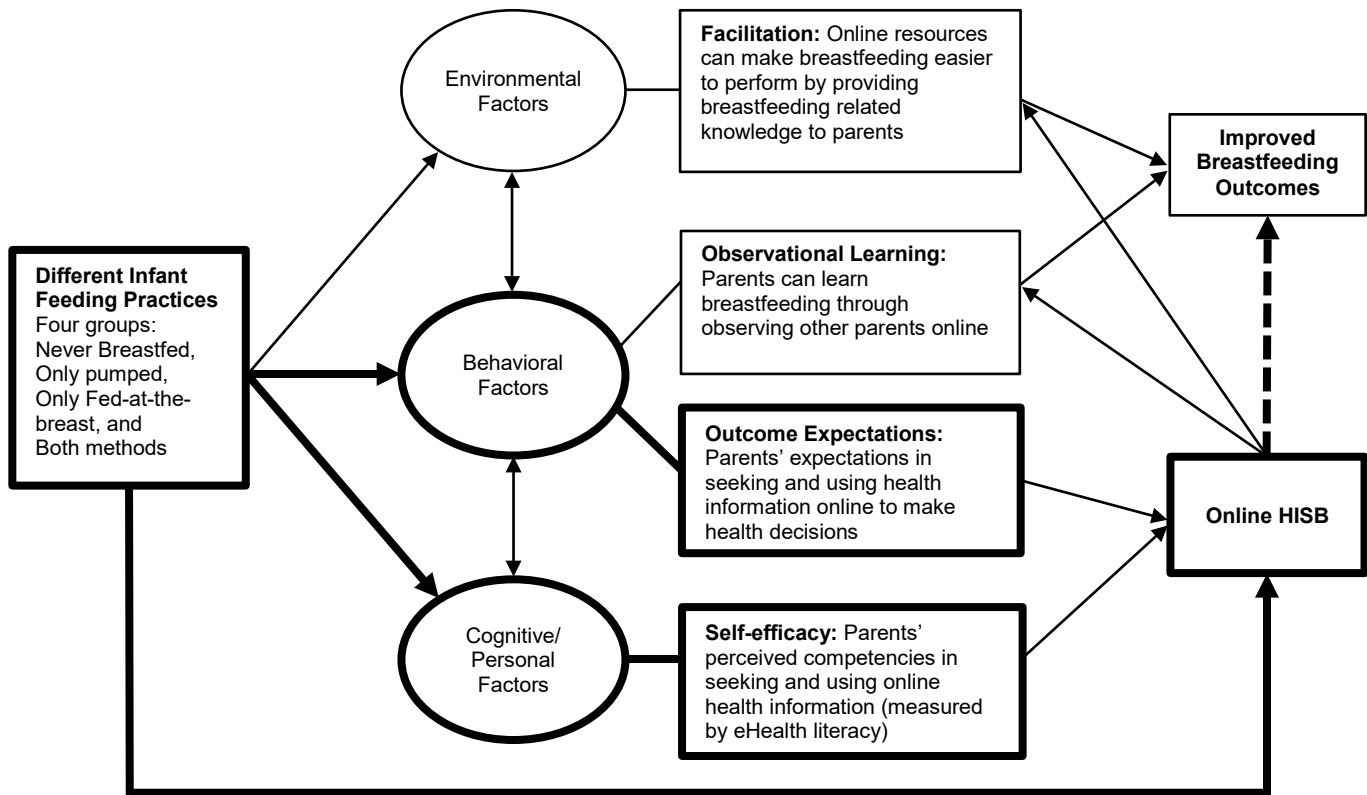 Different Infant
Feeding Practices
Four groups:
Never Breastfed,
Only pumped,
Only Fed-at-the-
breast, and
Both methods
Environmental
Factors
Behavioral
Factors
Cognitive/
Personal
Factors
Facilitation: Online resources
can make breastfeeding easier
to perform by providing
breastfeeding related
knowledge to parents
Observational Learning:
Parents can learn
breastfeeding through
observing other parents online
Outcome Expectations:
Parents’ expectations in
seeking and using health
information online to make
health decisions
Self-efficacy: Parents’
perceived competencies in
seeking and using online
health information (measured
by eHealth literacy)
Improved
Breastfeeding
Outcomes
Online HISB